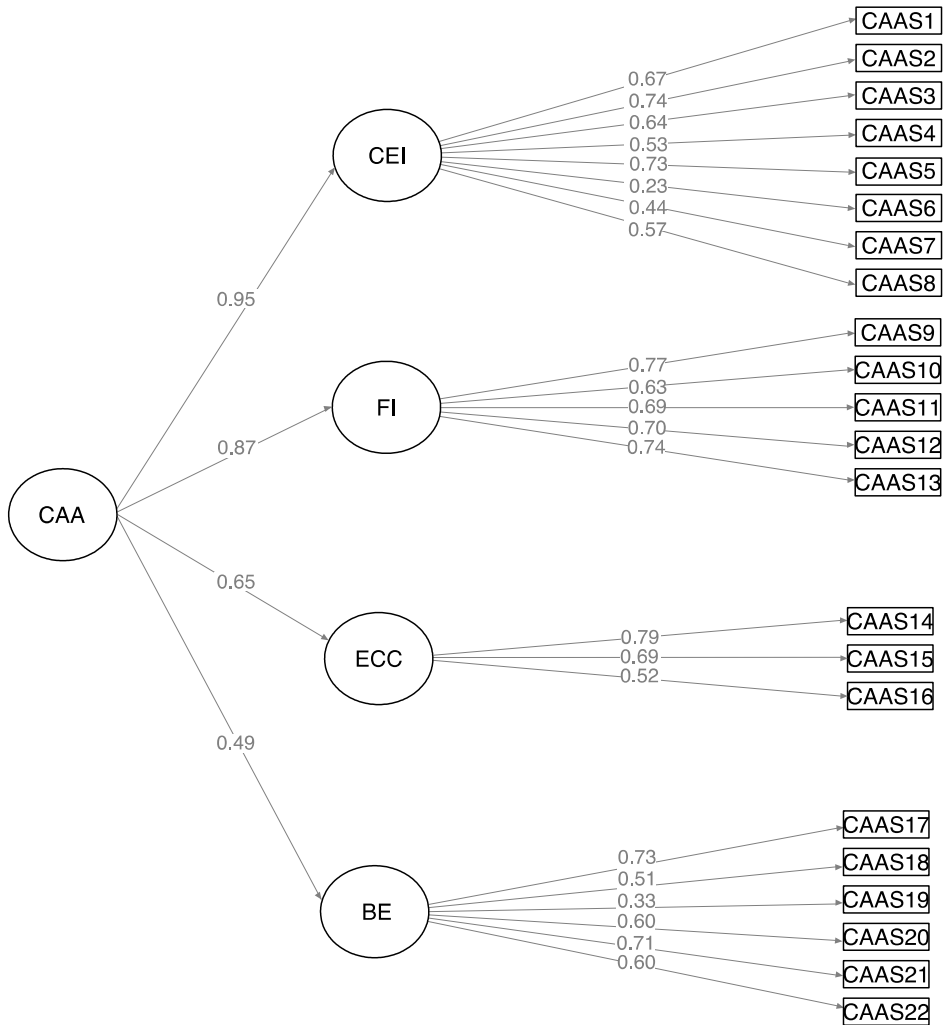 CAAS1
CAAS2
0.67
0.74
CAAS3
0.64
CAAS4
0.53
CEI
0.73
CAAS5
0.23
CAAS6
0.44
0.57
CAAS7
CAAS8
0.95
CAAS9
0.77
CAAS10
0.63
FI
0.69
CAAS11
0.70
0.87
0.74
CAAS12
CAAS13
CAA
0.65
CAAS14
0.79
ECC
0.69
CAAS15
0.52
CAAS16
0.49
CAAS17
0.73
CAAS18
0.51
0.33
CAAS19
BE
0.60
CAAS20
0.71
0.60
CAAS21
CAAS22